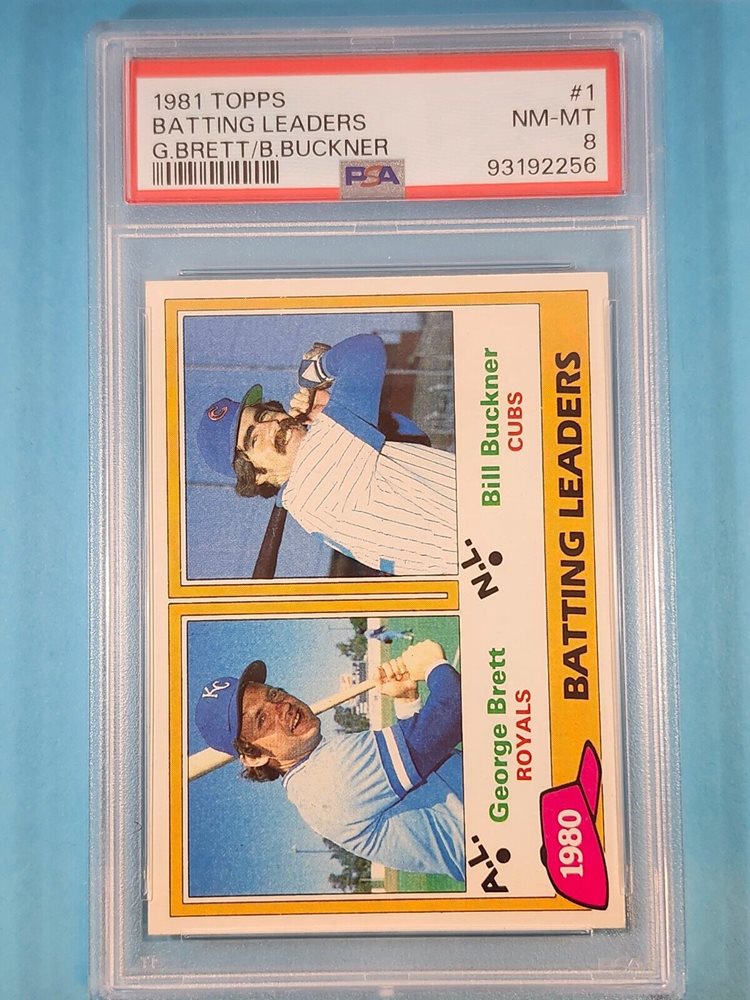 1981 TOPPS #1
BATTING LEADERS NM-MT
G.BRETT/B.BUCKNER 8
PSA 93192256
KC
C
A.L. George Brett
ROYALS
N.L. Bill Buckner
CUBS
1980 BATTING LEADERS